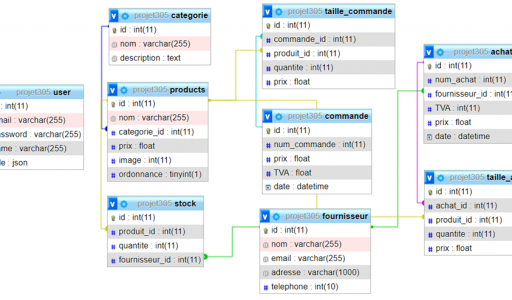 projet305 categorie
id : int(11)
nom : varchar(255)
description : text
projet305 taille_commande
id : int(11)
commande_id : int(11)
produit_id : int(11)
quantite : int(11)
prix : float
projet305 achat
id : int(11)
num_achat : int(11)
fournisseur_id : int(11)
TVA : int(11)
prix : float
date : datetime
projet305 user
: int(11)
: varchar(255)
: varchar(255)
: varchar(255)
: json
projet305 products
id : int(11)
nom : varchar(255)
categorie_id : int(11)
prix : float
image : int(11)
ordonnance : tinyint(1)
projet305 commande
id : int(11)
num_commande : int(11)
prix : float
TVA : float
date : datetime
projet305 taille_a
id : int(11)
achat_id : int(11)
produit_id : int(11)
quantite : int(11)
prix : float
projet305 stock
id : int(11)
produit_id : int(11)
quantite : int(11)
fournisseur_id : int(11)
projet305 fournisseur
id : int(11)
nom : varchar(255)
email : varchar(255)
adresse : varchar(1000)
telephone : int(10)